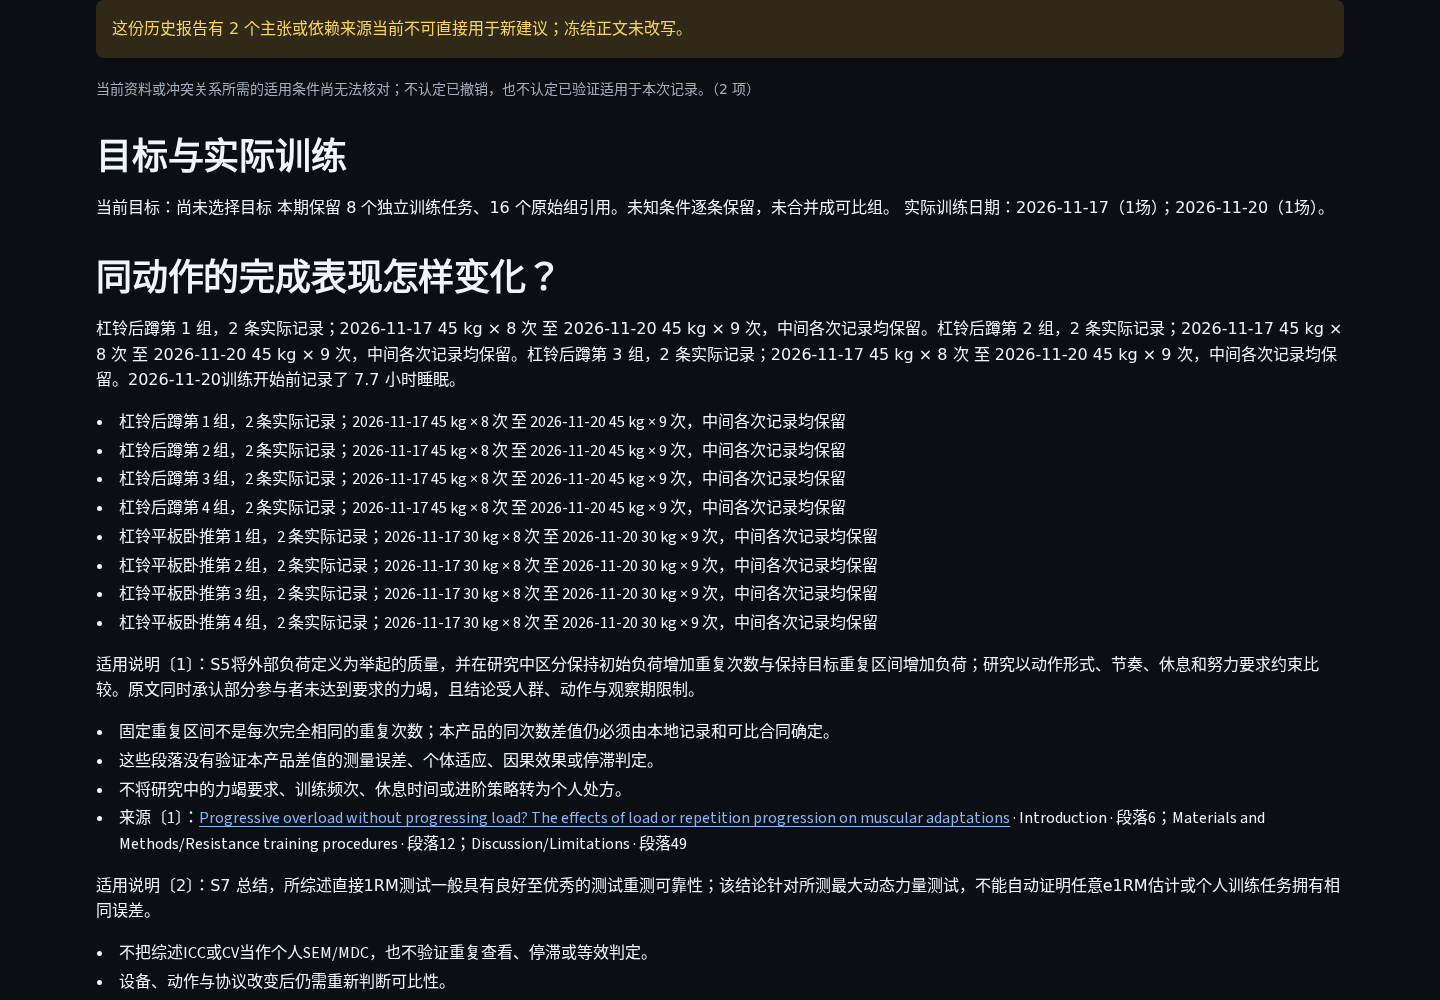 这份历史报告有 2 个主张或依赖来源当前不可直接用于新建议；冻结正文未改写。
当前资料或冲突关系所需的适用条件尚无法核对；不认定已撤销，也不认定已验证适用于本次记录。（2 项）
目标与实际训练
当前目标：尚未选择目标 本期保留 8 个独立训练任务、16 个原始组引用。未知条件逐条保留，未合并成可比组。 实际训练日期：2026-11-17（1场）；2026-11-20（1场）。
同动作的完成表现怎样变化？
杠铃后蹲第 1 组，2 条实际记录；2026-11-17 45 kg × 8 次 至 2026-11-20 45 kg × 9 次，中间各次记录均保留。杠铃后蹲第 2 组，2 条实际记录；2026-11-17 45 kg ×
8 次 至 2026-11-20 45 kg × 9 次，中间各次记录均保留。杠铃后蹲第 3 组，2 条实际记录；2026-11-17 45 kg × 8 次 至 2026-11-20 45 kg × 9 次，中间各次记录均保
留。2026-11-20训练开始前记录了 7.7 小时睡眠。
• 杠铃后蹲第 1 组，2 条实际记录；2026-11-17 45 kg × 8 次 至 2026-11-20 45 kg × 9 次，中间各次记录均保留
• 杠铃后蹲第 2 组，2 条实际记录；2026-11-17 45 kg × 8 次 至 2026-11-20 45 kg × 9 次，中间各次记录均保留
• 杠铃后蹲第 3 组，2 条实际记录；2026-11-17 45 kg × 8 次 至 2026-11-20 45 kg × 9 次，中间各次记录均保留
• 杠铃后蹲第 4 组，2 条实际记录；2026-11-17 45 kg × 8 次 至 2026-11-20 45 kg × 9 次，中间各次记录均保留
• 杠铃平板卧推第 1 组，2 条实际记录；2026-11-17 30 kg × 8 次 至 2026-11-20 30 kg × 9 次，中间各次记录均保留
• 杠铃平板卧推第 2 组，2 条实际记录；2026-11-17 30 kg × 8 次 至 2026-11-20 30 kg × 9 次，中间各次记录均保留
• 杠铃平板卧推第 3 组，2 条实际记录；2026-11-17 30 kg × 8 次 至 2026-11-20 30 kg × 9 次，中间各次记录均保留
• 杠铃平板卧推第 4 组，2 条实际记录；2026-11-17 30 kg × 8 次 至 2026-11-20 30 kg × 9 次，中间各次记录均保留
适用说明〔1〕：S5将外部负荷定义为举起的质量，并在研究中区分保持初始负荷增加重复次数与保持目标重复区间增加负荷；研究以动作形式、节奏、休息和努力要求约束比
较。原文同时承认部分参与者未达到要求的力竭，且结论受人群、动作与观察期限制。
• 固定重复区间不是每次完全相同的重复次数；本产品的同次数差值仍必须由本地记录和可比合同确定。
• 这些段落没有验证本产品差值的测量误差、个体适应、因果效果或停滞判定。
• 不将研究中的力竭要求、训练频次、休息时间或进阶策略转为个人处方。
• 来源〔1〕：Progressive overload without progressing load? The effects of load or repetition progression on muscular adaptations · Introduction · 段落6；Materials and
Methods/Resistance training procedures · 段落12；Discussion/Limitations · 段落49
适用说明〔2〕：S7 总结，所综述直接1RM测试一般具有良好至优秀的测试重测可靠性；该结论针对所测最大动态力量测试，不能自动证明任意e1RM估计或个人训练任务拥有相
同误差。
• 不把综述ICC或CV当作个人SEM/MDC，也不验证重复查看、停滞或等效判定。
• 设备、动作与协议改变后仍需重新判断可比性。